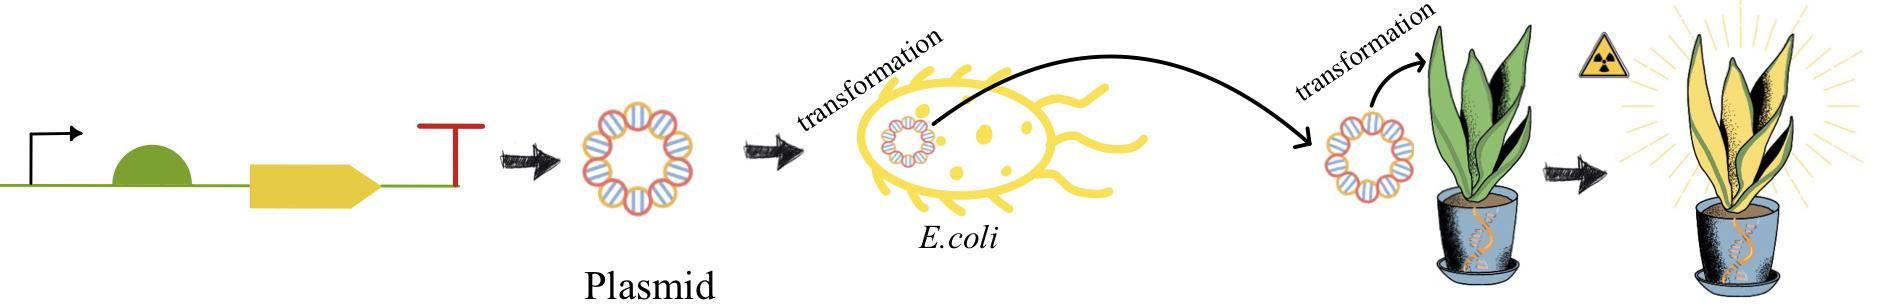 Plasmid
transformation
E.coli
transformation